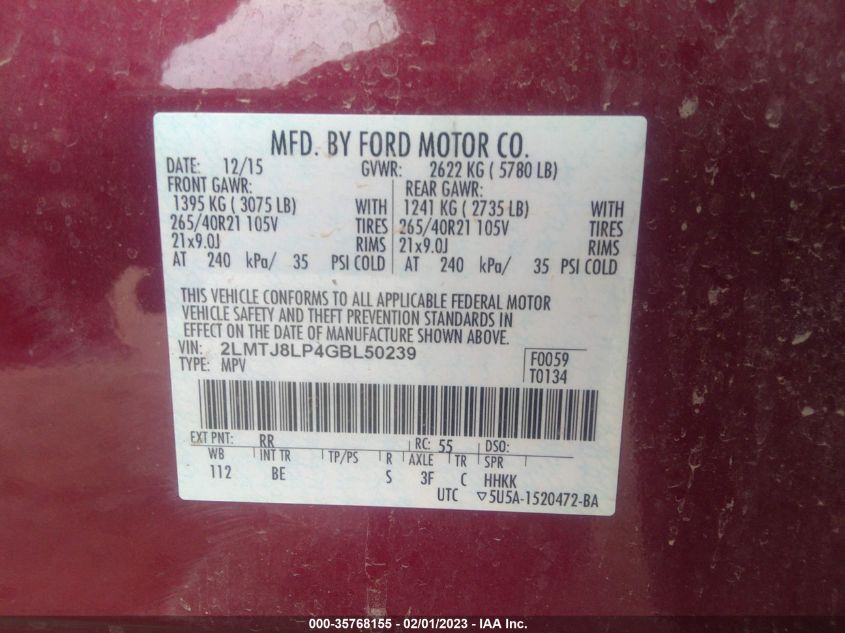 MFD. BY FORD MOTOR CO.
DATE: 12/15 GVWR: 2622 KG ( 5780 LB)
FRONT GAWR: REAR GAWR:
1395 KG ( 3075 LB) WITH 1241 KG ( 2735 LB) WITH
265/40R21 105V TIRES 265/40R21 105V TIRES
21x9.0J RIMS 21x9.0J RIMS
AT 240 kPa/ 35 PSI COLD AT 240 kPa/ 35 PSI COLD
THIS VEHICLE CONFORMS TO ALL APPLICABLE FEDERAL MOTOR
VEHICLE SAFETY AND THEFT PREVENTION STANDARDS IN
EFFECT ON THE DATE OF MANUFACTURE SHOWN ABOVE.
VIN: 2LMTJ8LP4GBL50239 F0059
TYPE: MPV T0134
EXT PNT: RR RC: 55 DSO:
WB INT TR TP/PS R AXLE TR SPR
112 BE S 3F C HHKK
UTC ▽5U5A-1520472-BA
000-35768155 - 02/01/2023 - IAA Inc.